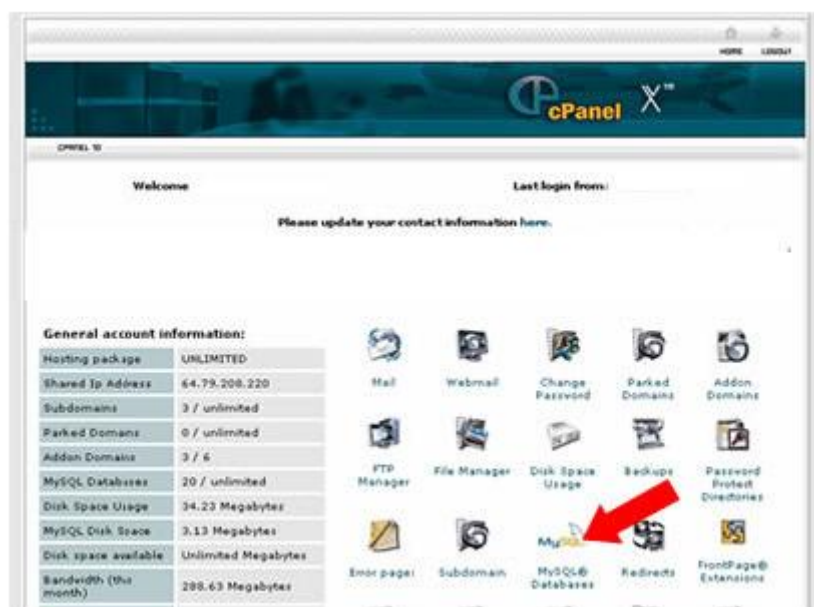 HOME LOGOUT
cPanel X™
CPANEL 10
Welcome
Last login from:
Please update your contact information here.
General account information:
Hosting package UNLIMITED
Shared Ip Address 64.79.208.220
Subdomains 3 / unlimited
Parked Domains 0 / unlimited
Addon Domains 3 / 6
MySQL Databases 20 / unlimited
Disk Space Usage 34.23 Megabytes
MySQL Disk Space 3.13 Megabytes
Disk space available Unlimited Megabytes
Bandwidth (this month) 288.63 Megabytes
Mail
Webmail
Change Password
Parked Domains
Addon Domains
FTP Manager
File Manager
Disk Space Usage
Backups
Password Protect Directories
MySQL
Error pages
Subdomain
MySQL® Databases
Redirects
FrontPage® Extensions